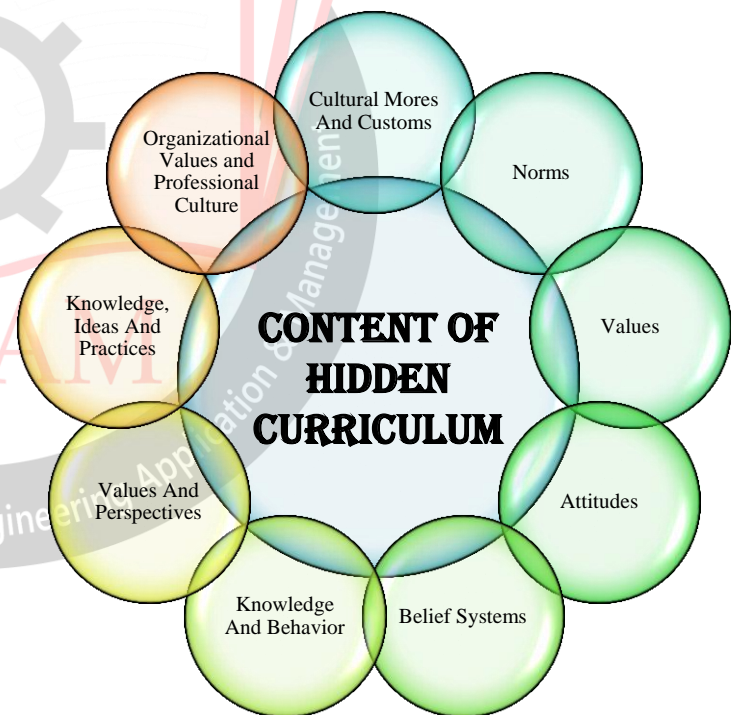 Cultural Mores
And Customs
Norms
Values
Attitudes
Belief Systems
Knowledge
And Behavior
Values And
Perspectives
Knowledge,
Ideas And
Practices
Organizational
Values and
Professional
Culture
CONTENT OF
HIDDEN
CURRICULUM